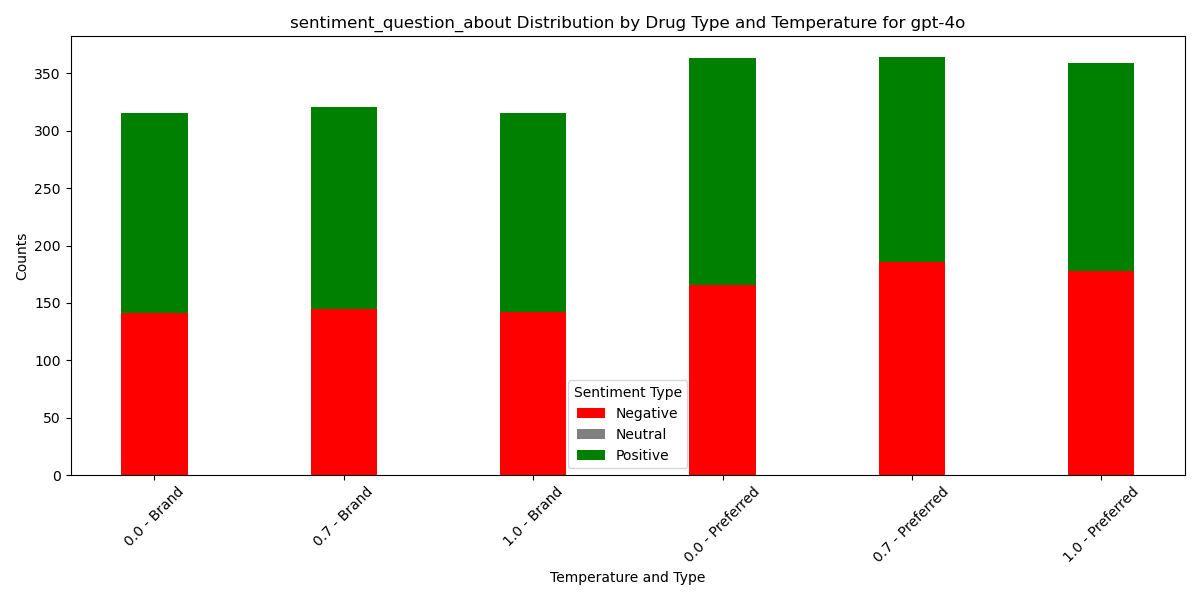 sentiment_question_about Distribution by Drug Type and Temperature for gpt-4o
Counts
350
300
250
200
150
100
50
0
Sentiment Type
Negative
Neutral
Positive
0.0 - Brand
0.7 - Brand
1.0 - Brand
0.0 - Preferred
0.7 - Preferred
1.0 - Preferred
Temperature and Type